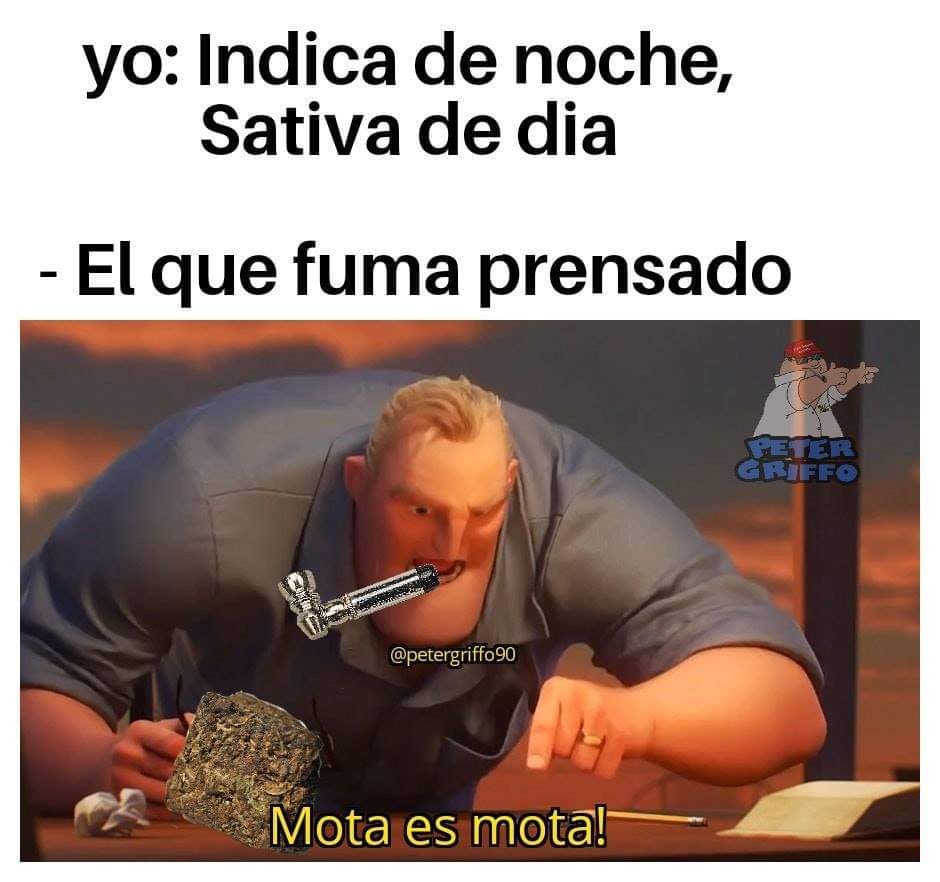 yo: Indica de noche,
Sativa de dia
- El que fuma prensado
PETER
GRIFFO
@petergriffo90
Mota es mota!